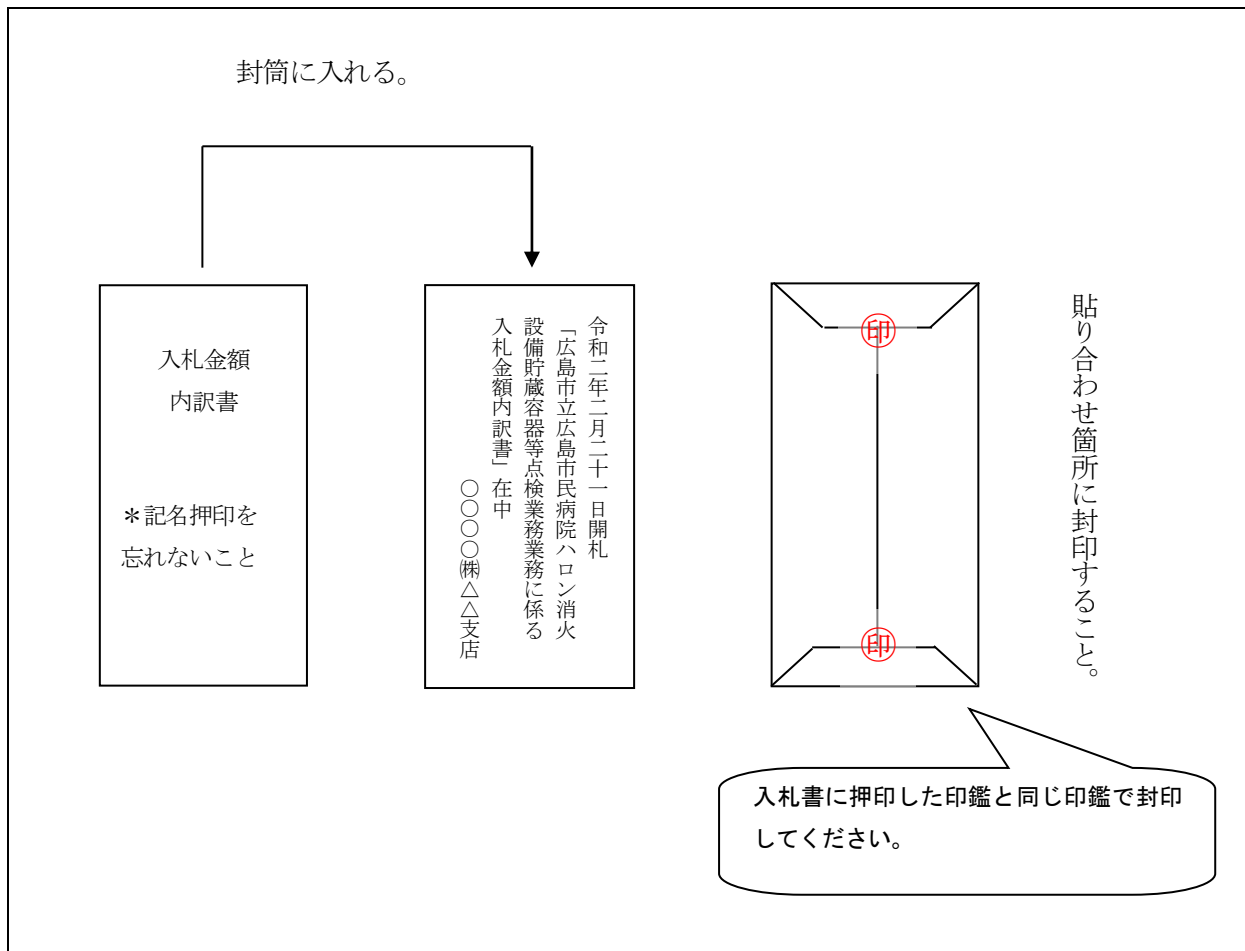 封筒に入れる。
入札金額
内訳書
＊記名押印を
忘れないこと
令和二年二月二十一日開札
「広島市立広島市民病院ハロン消火
設備貯蔵容器等点検業務業務に係る
入札金額内訳書」在中
○○○○㈱△△支店
印
印
貼り合わせ箇所に封印すること。
入札書に押印した印鑑と同じ印鑑で封印
してください。